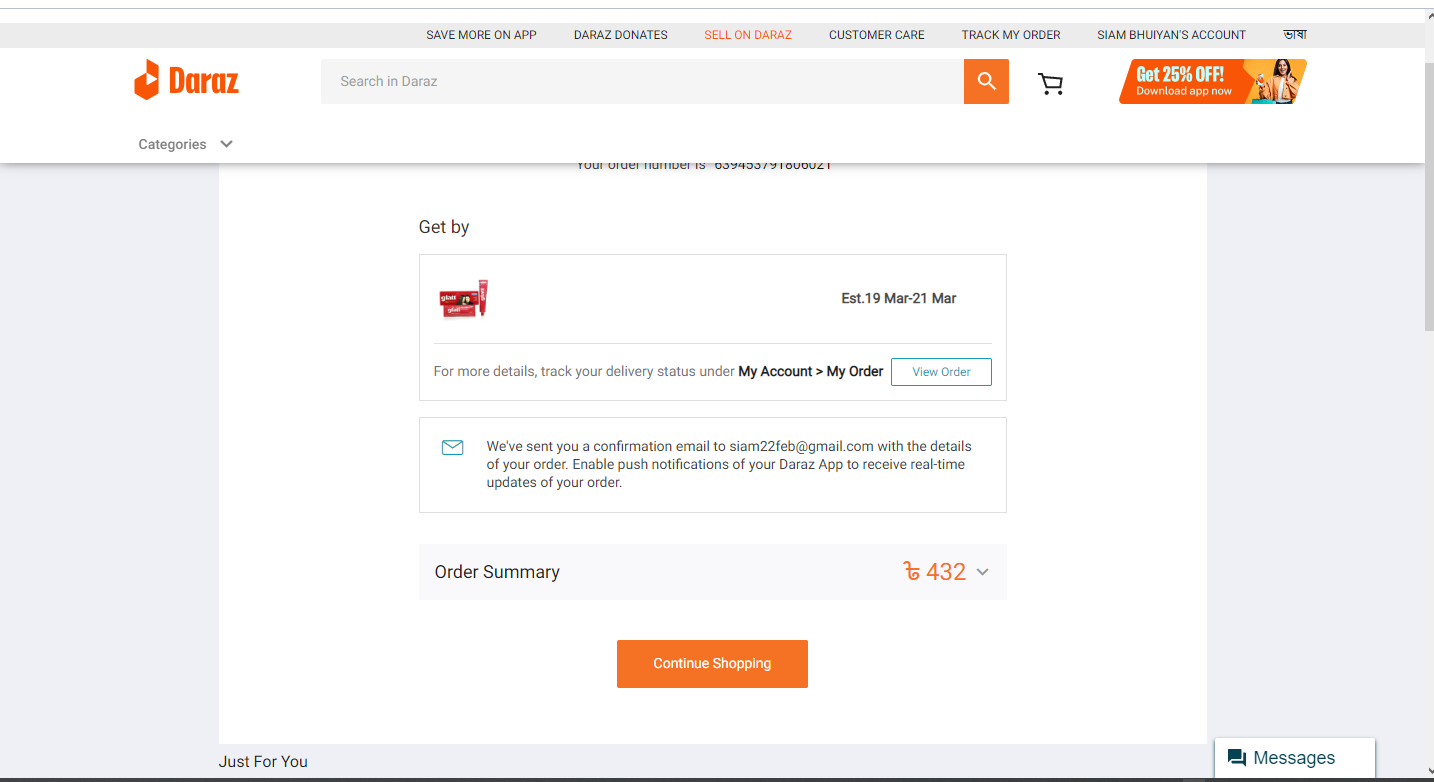 SAVE MORE ON APP DARAZ DONATES SELL ON DARAZ CUSTOMER CARE TRACK MY ORDER SIAM BHUIYAN'S ACCOUNT ভাষা
Daraz
Search in Daraz
Get 25% OFF!
Download app now
Categories
Your order number is 639453791806021
Get by
glatt
glatt
glatt
Est.19 Mar-21 Mar
For more details, track your delivery status under My Account > My Order View Order
We've sent you a confirmation email to siam22feb@gmail.com with the details
of your order. Enable push notifications of your Daraz App to receive real-time
updates of your order.
Order Summary ৳ 432
Continue Shopping
Just For You
Messages